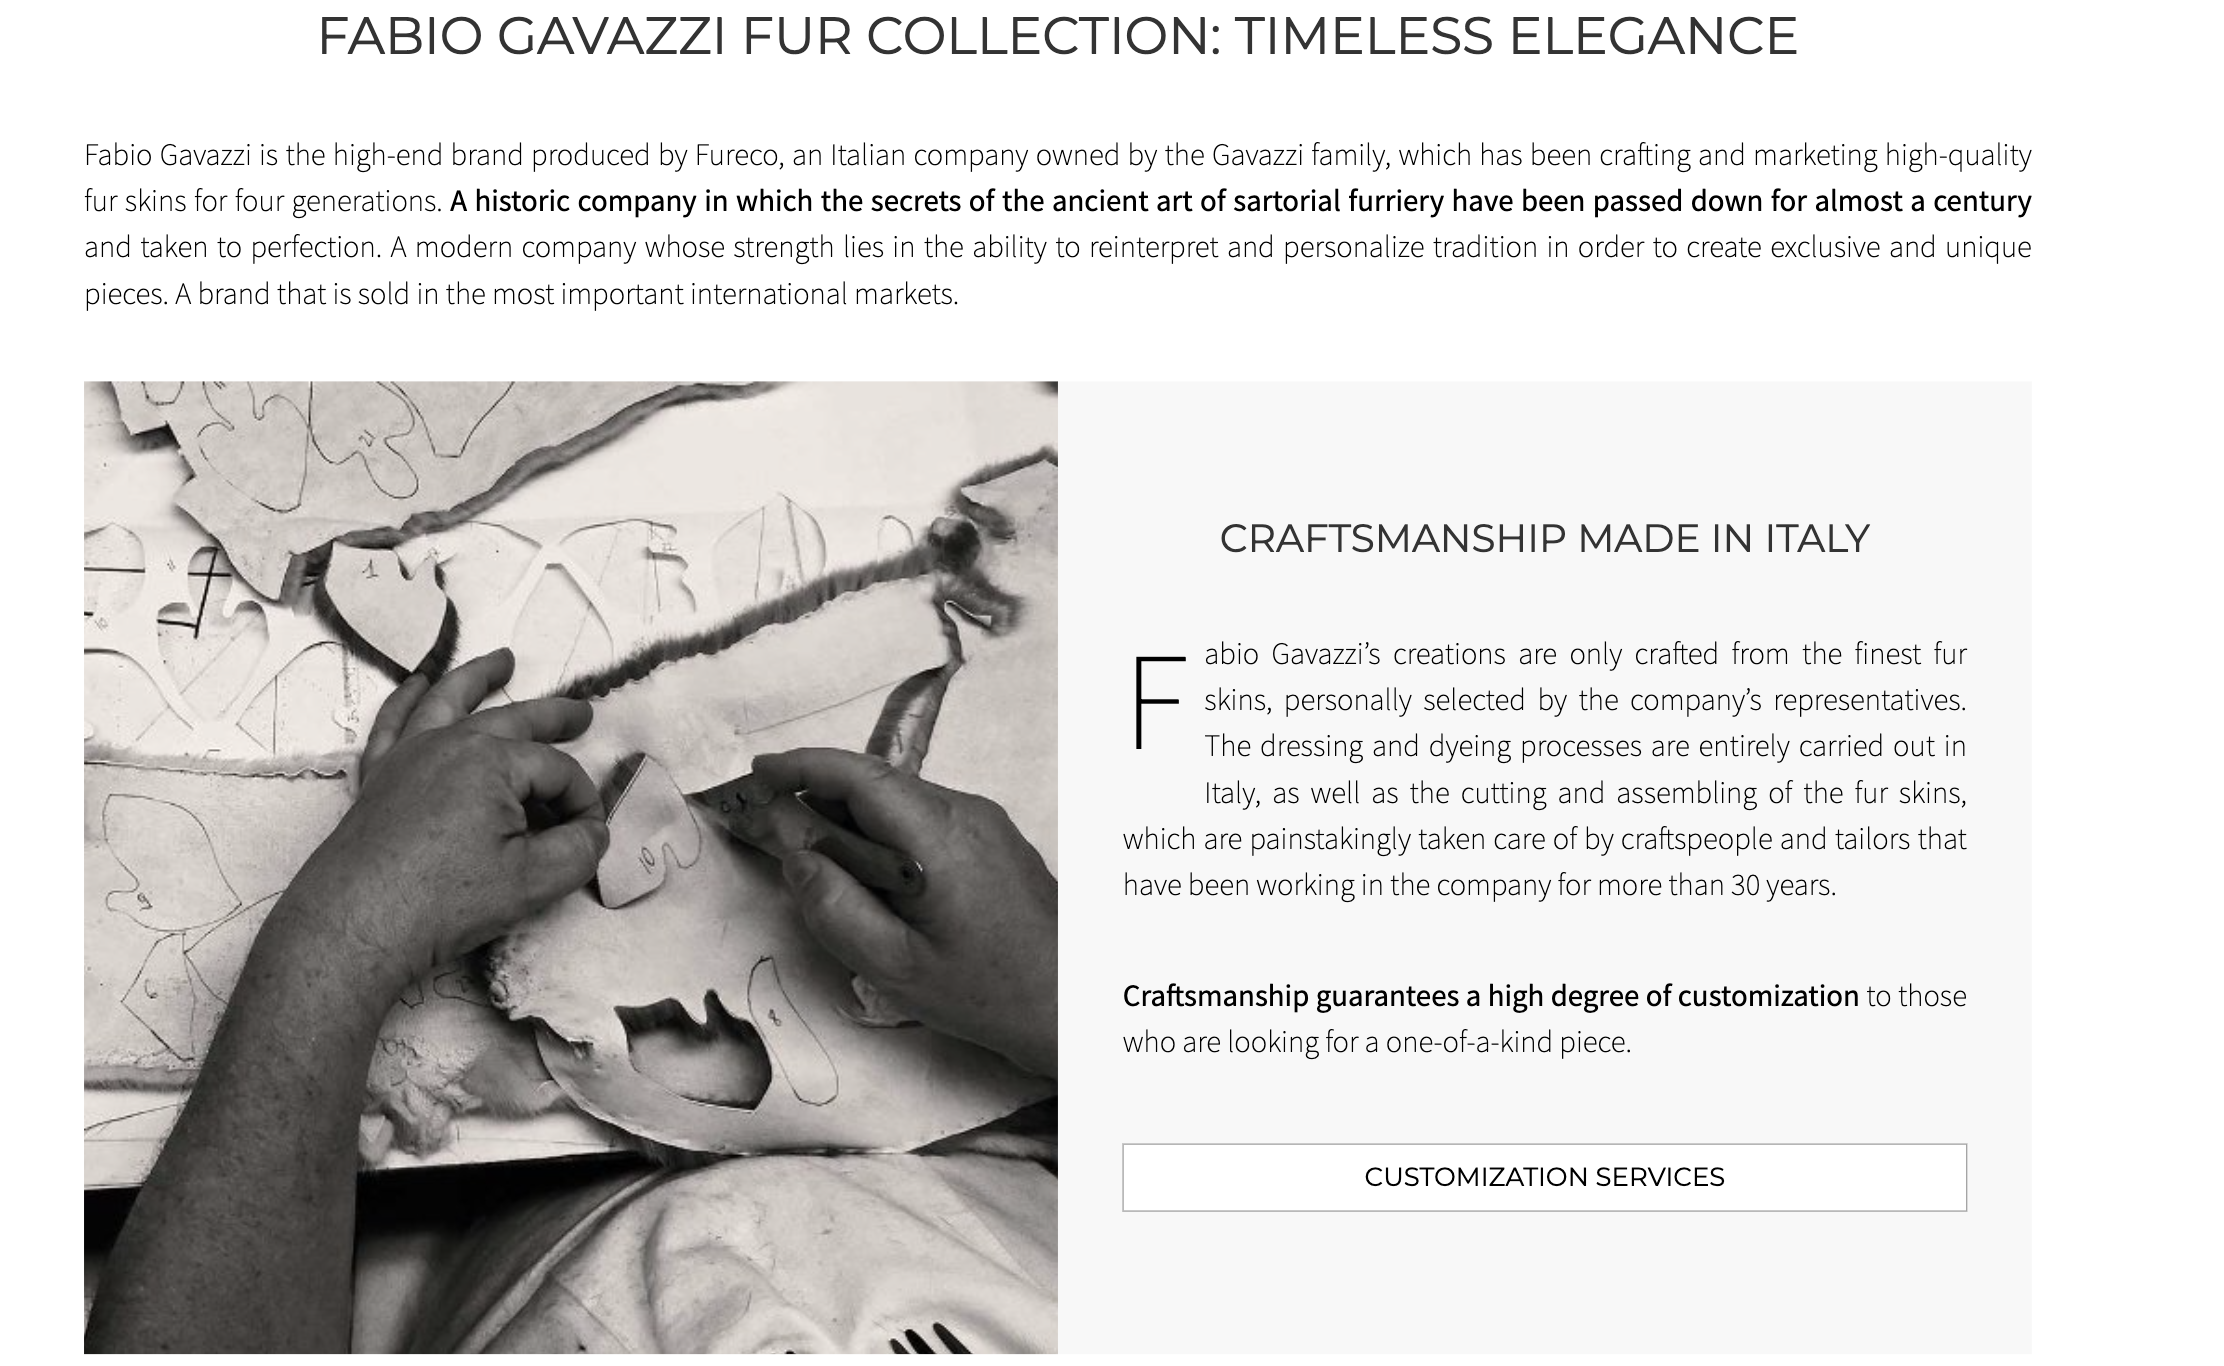 FABIO GAVAZZI FUR COLLECTION: TIMELESS ELEGANCE
Fabio Gavazzi is the high-end brand produced by Fureco, an Italian company owned by the Gavazzi family, which has been crafting and marketing high-quality
fur skins for four generations. A historic company in which the secrets of the ancient art of sartorial furriery have been passed down for almost a century
and taken to perfection. A modern company whose strength lies in the ability to reinterpret and personalize tradition in order to create exclusive and unique
pieces. A brand that is sold in the most important international markets.
21
1
10
9
6
8
CRAFTSMANSHIP MADE IN ITALY
Fabio Gavazzi’s creations are only crafted from the finest fur
skins, personally selected by the company’s representatives.
The dressing and dyeing processes are entirely carried out in
Italy, as well as the cutting and assembling of the fur skins,
which are painstakingly taken care of by craftspeople and tailors that
have been working in the company for more than 30 years.
Craftsmanship guarantees a high degree of customization to those
who are looking for a one-of-a-kind piece.
CUSTOMIZATION SERVICES